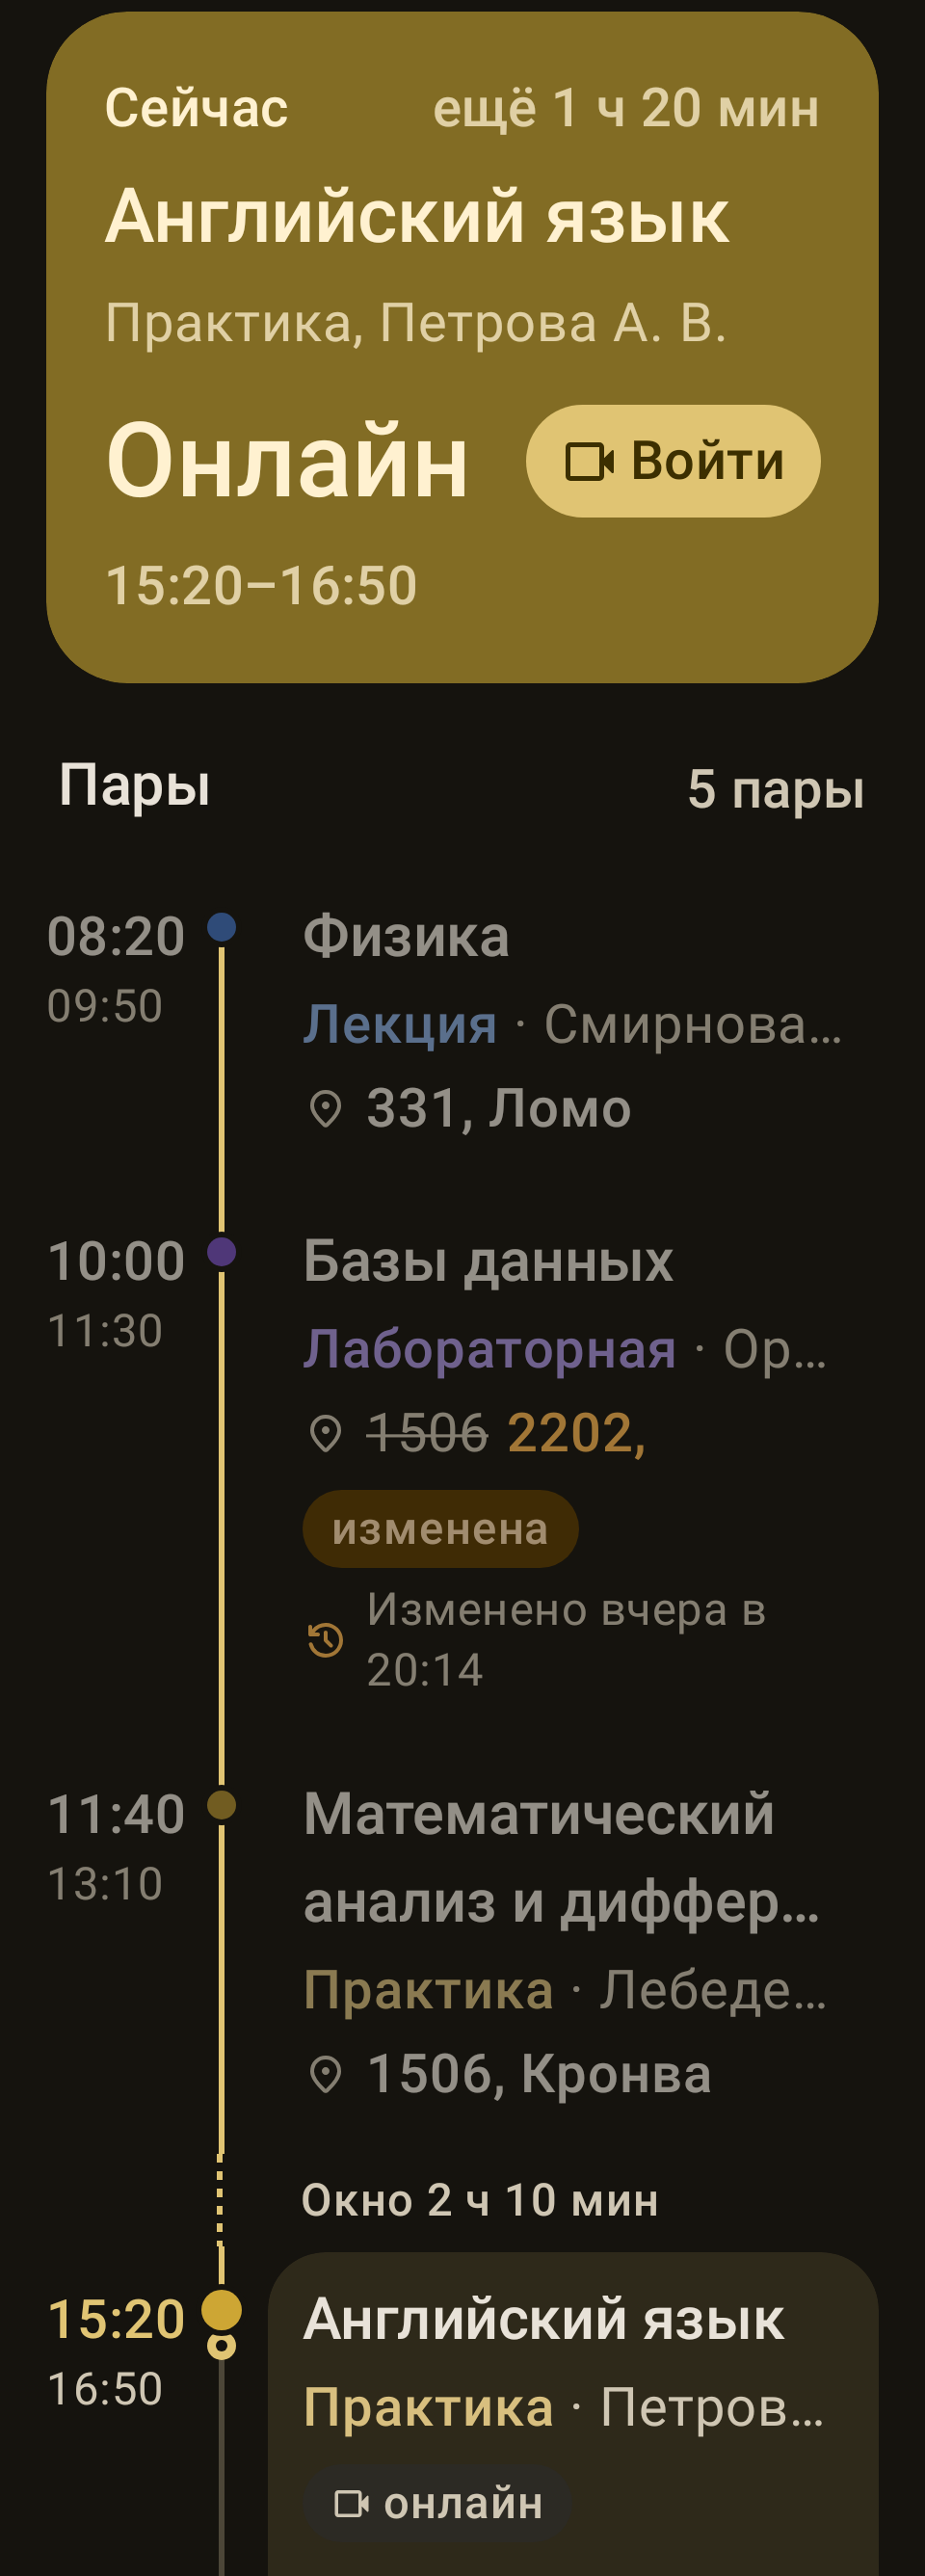 Сейчас ещё 1 ч 20 мин
Английский язык
Практика, Петрова А. В.
Онлайн Войти
15:20–16:50
Пары 5 пары
08:20 Физика
09:50 Лекция · Смирнова...
331, Ломо
10:00 Базы данных
11:30 Лабораторная · Ор...
1506 2202,
изменена
Изменено вчера в
20:14
11:40 Математический
13:10 анализ и диффер...
Практика · Лебеде...
1506, Кронва
Окно 2 ч 10 мин
15:20 Английский язык
16:50 Практика · Петров...
онлайн